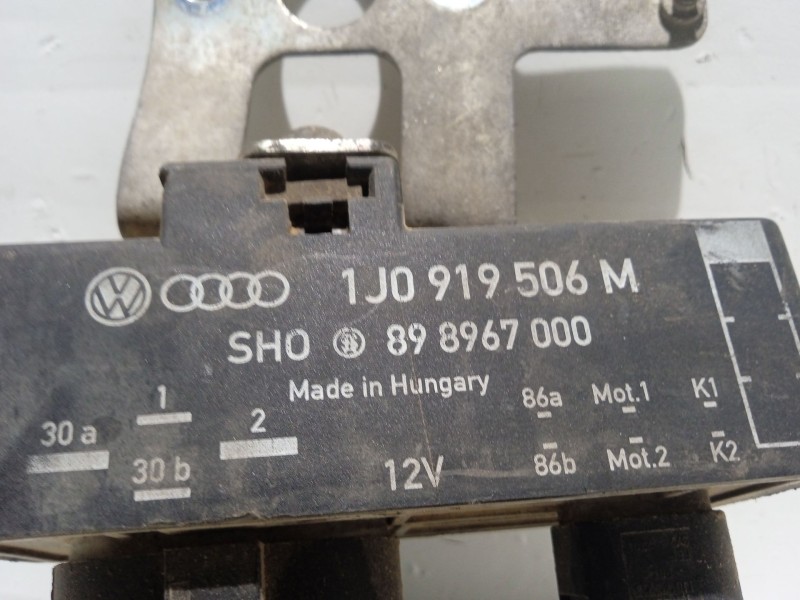 1J0 919 506 M
SHO 89 8967 000
Made in Hungary
30 a 1 2 86a Mot.1 K1
30 b 12V 86b Mot.2 K2